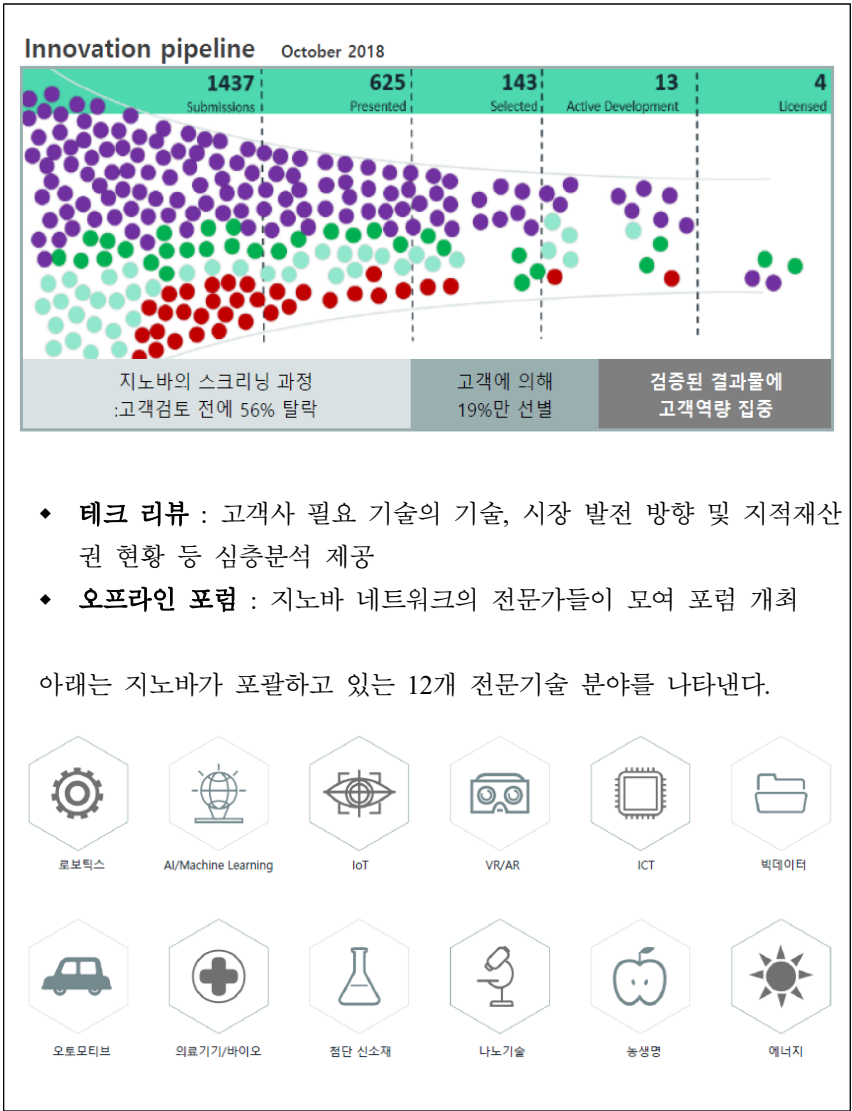 Innovation pipeline October 2018
1437 625 143 13 4
Submissions Presented Selected Active Development Licensed
지노바의 스크리닝 과정
:고객검토 전에 56% 탈락
고객에 의해
19%만 선별
검증된 결과물에
고객역량 집중
◆ 테크 리뷰 : 고객사 필요 기술의 기술, 시장 발전 방향 및 지적재산
권 현황 등 심층분석 제공
◆ 오프라인 포럼 : 지노바 네트워크의 전문가들이 모여 포럼 개최
아래는 지노바가 포괄하고 있는 12개 전문기술 분야를 나타낸다.
로보틱스 AI/Machine Learning IoT VR/AR ICT 빅데이터
오토모티브 의료기기/바이오 첨단 신소재 나노기술 농생명 에너지